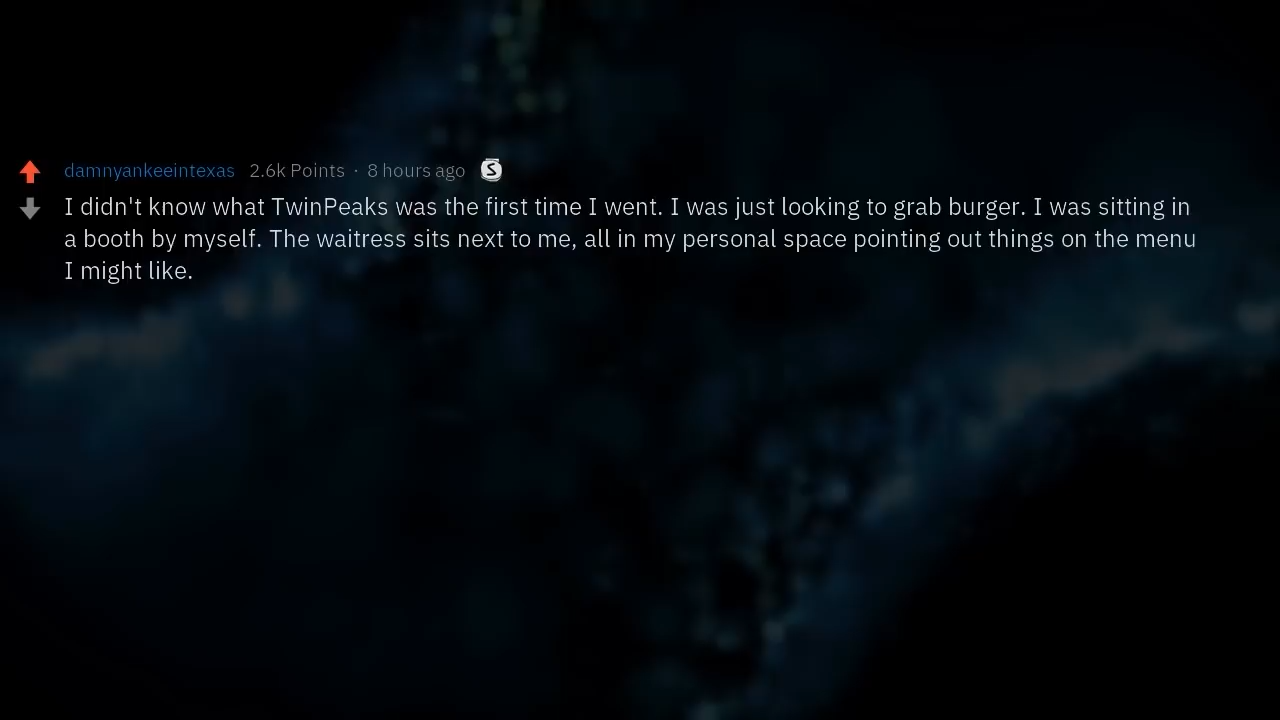 damnyankeeintexas 2.6k Points · 8 hours ago S
I didn't know what TwinPeaks was the first time I went. I was just looking to grab burger. I was sitting in
a booth by myself. The waitress sits next to me, all in my personal space pointing out things on the menu
I might like.